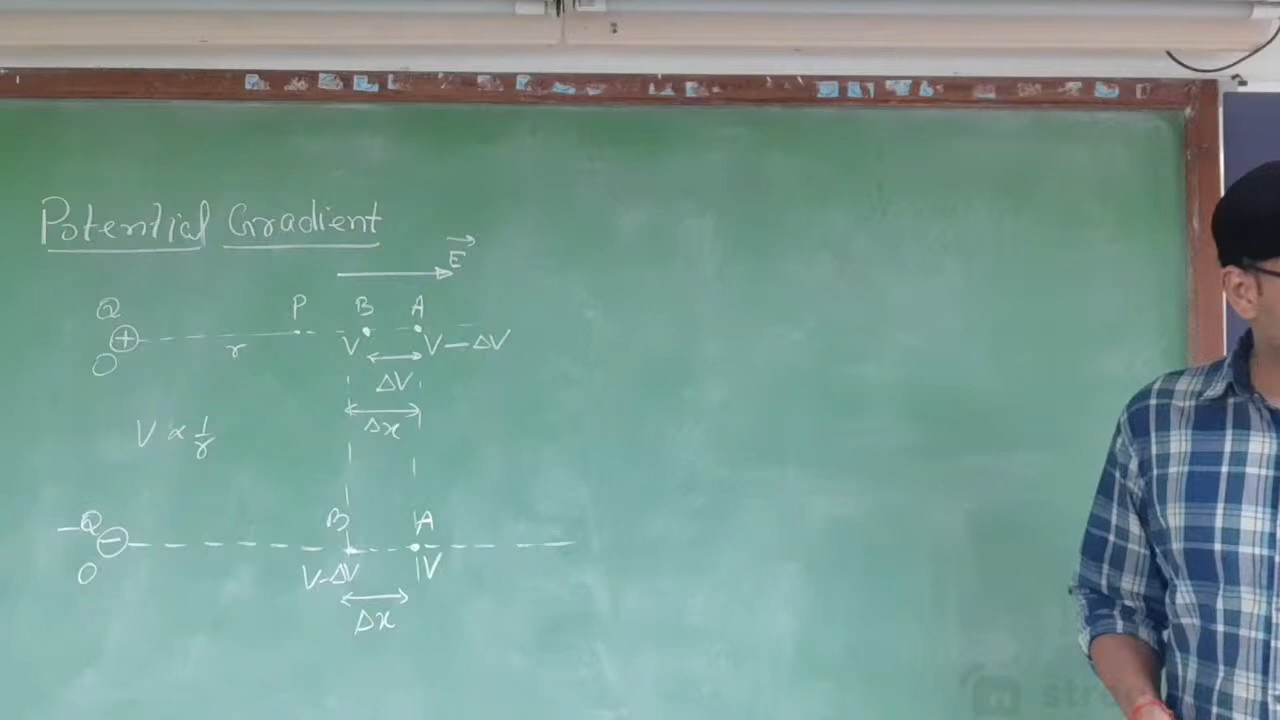 Potential Gradient
E
Q P B A
O r V V - ΔV
ΔV
Δx
V ∝ 1/r
-Q B A
O V-ΔV V
Δx